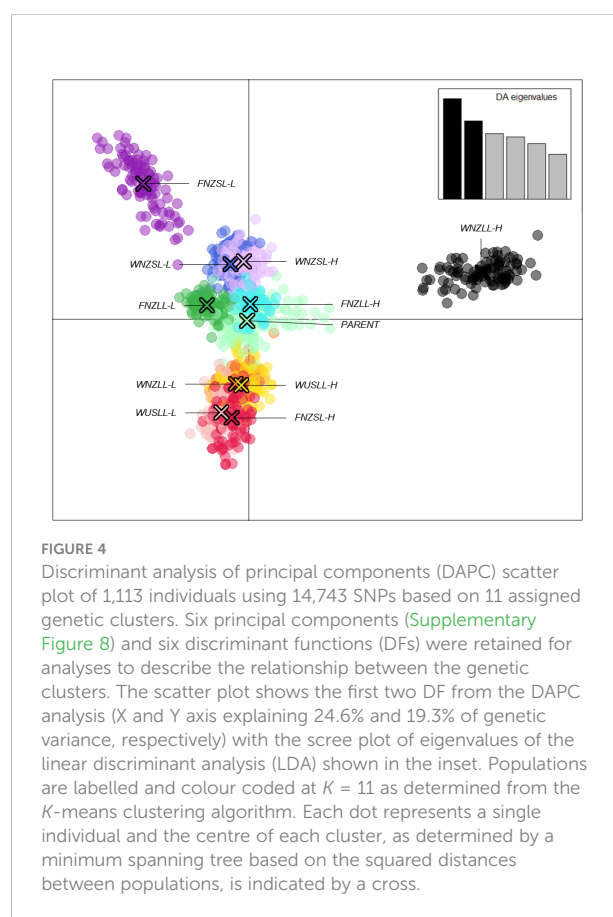 4
DA eigenvalues
FNZSL-L
WNZLL-H
WNZSL-L
WNZSL-H
FNZLL-L
FNZLL-H
PARENT
WNZLL-L
WUSLL-H
WUSLL-L
FNZSL-H
FIGURE 4
Discriminant analysis of principal components (DAPC) scatter
plot of 1,113 individuals using 14,743 SNPs based on 11 assigned
genetic clusters. Six principal components (Supplementary
Figure 8) and six discriminant functions (DFs) were retained for
analyses to describe the relationship between the genetic
clusters. The scatter plot shows the first two DF from the DAPC
analysis (X and Y axis explaining 24.6% and 19.3% of genetic
variance, respectively) with the scree plot of eigenvalues of the
linear discriminant analysis (LDA) shown in the inset. Populations
are labelled and colour coded at K = 11 as determined from the
K-means clustering algorithm. Each dot represents a single
individual and the centre of each cluster, as determined by a
minimum spanning tree based on the squared distances
between populations, is indicated by a cross.